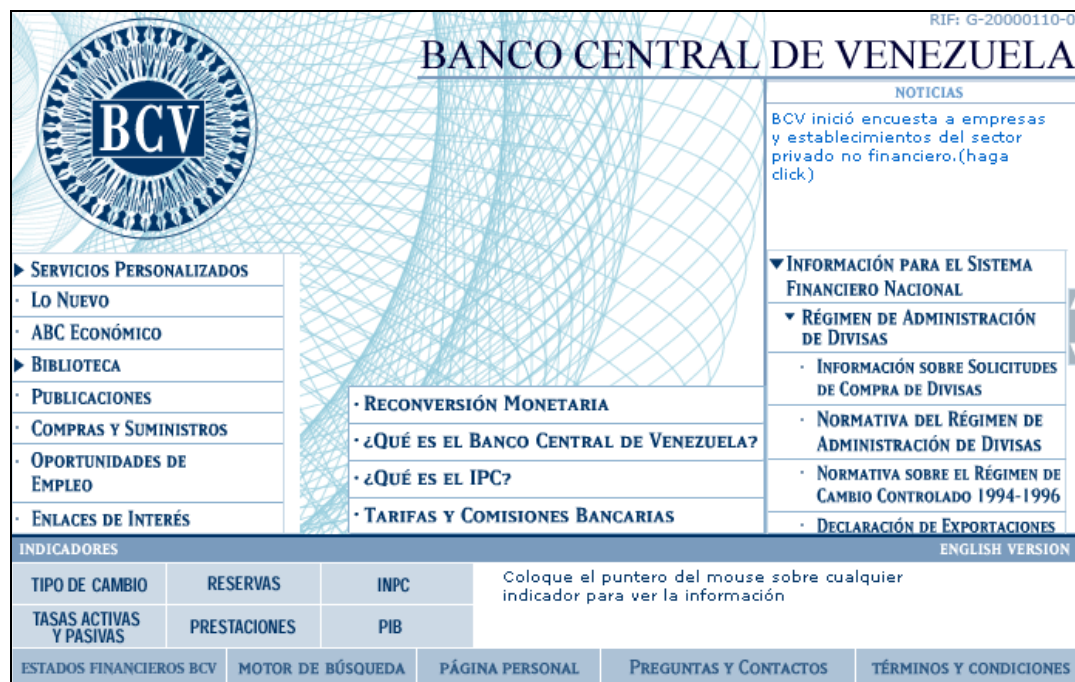 RIF: G-20000110-0
BANCO CENTRAL DE VENEZUELA
BCV
NOTICIAS
BCV inició encuesta a empresas
y establecimientos del sector
privado no financiero.(haga
click)
SERVICIOS PERSONALIZADOS
· LO NUEVO
· ABC ECONÓMICO
BIBLIOTECA
· PUBLICACIONES
· COMPRAS Y SUMINISTROS
· OPORTUNIDADES DE
EMPLEO
· ENLACES DE INTERÉS
· RECONVERSIÓN MONETARIA
· ¿QUÉ ES EL BANCO CENTRAL DE VENEZUELA?
· ¿QUÉ ES EL IPC?
· TARIFAS Y COMISIONES BANCARIAS
INFORMACIÓN PARA EL SISTEMA
FINANCIERO NACIONAL
RÉGIMEN DE ADMINISTRACIÓN
DE DIVISAS
· INFORMACIÓN SOBRE SOLICITUDES
DE COMPRA DE DIVISAS
· NORMATIVA DEL RÉGIMEN DE
ADMINISTRACIÓN DE DIVISAS
· NORMATIVA SOBRE EL RÉGIMEN DE
CAMBIO CONTROLADO 1994-1996
· DECLARACIÓN DE EXPORTACIONES
INDICADORES
ENGLISH VERSION
TIPO DE CAMBIO
RESERVAS
INPC
TASAS ACTIVAS
Y PASIVAS
PRESTACIONES
PIB
Coloque el puntero del mouse sobre cualquier
indicador para ver la información
ESTADOS FINANCIEROS BCV
MOTOR DE BÚSQUEDA
PÁGINA PERSONAL
PREGUNTAS Y CONTACTOS
TÉRMINOS Y CONDICIONES